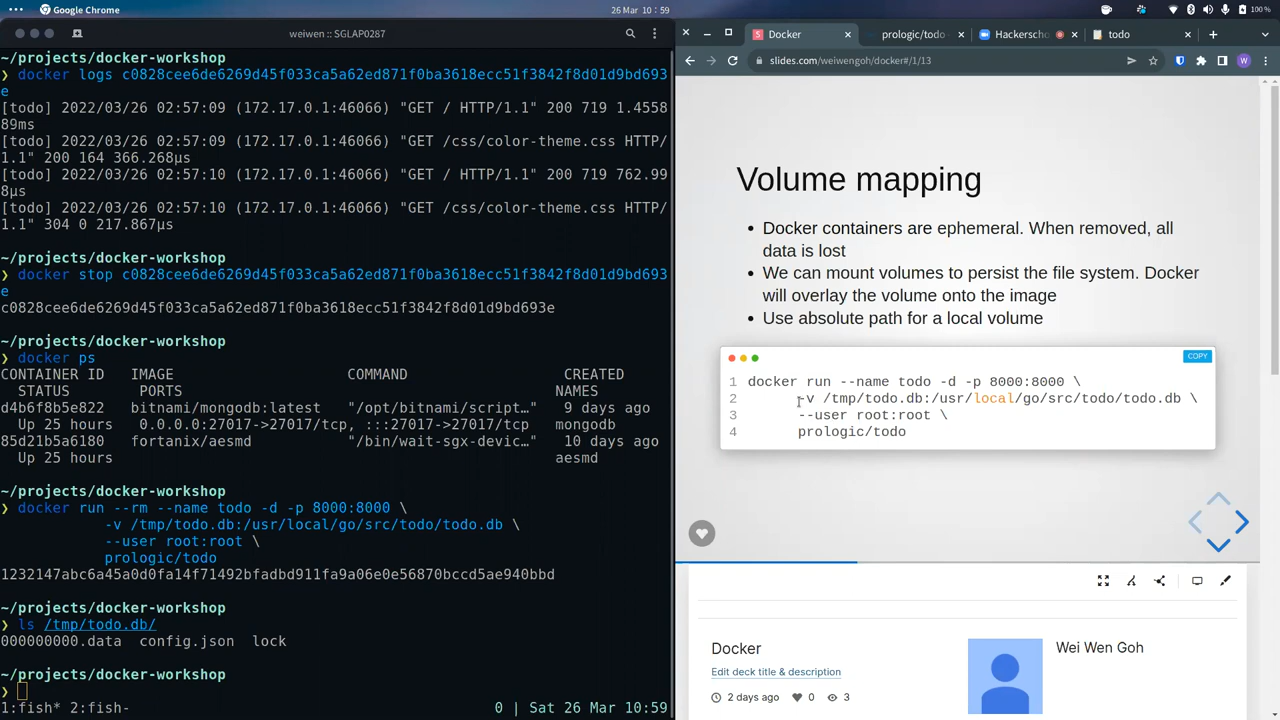 Google Chrome
26 Mar 10:59
100 %
weiwen :: SGLAP0287
~/projects/docker-workshop
❯ docker logs c0828cee6de6269d45f033ca5a62ed871f0ba3618ecc51f3842f8d01d9bd693
e
[todo] 2022/03/26 02:57:09 (172.17.0.1:46066) "GET / HTTP/1.1" 200 719 1.4558
89ms
[todo] 2022/03/26 02:57:09 (172.17.0.1:46066) "GET /css/color-theme.css HTTP/
1.1" 200 164 366.268µs
[todo] 2022/03/26 02:57:10 (172.17.0.1:46066) "GET / HTTP/1.1" 200 719 762.99
8µs
[todo] 2022/03/26 02:57:10 (172.17.0.1:46066) "GET /css/color-theme.css HTTP/
1.1" 304 0 217.867µs
~/projects/docker-workshop
❯ docker stop c0828cee6de6269d45f033ca5a62ed871f0ba3618ecc51f3842f8d01d9bd693
e
c0828cee6de6269d45f033ca5a62ed871f0ba3618ecc51f3842f8d01d9bd693e
~/projects/docker-workshop
❯ docker ps
CONTAINER ID IMAGE COMMAND CREATED
STATUS PORTS NAMES
d4b6f8b5e822 bitnami/mongodb:latest "/opt/bitnami/script…" 9 days ago
Up 25 hours 0.0.0.0:27017->27017/tcp, :::27017->27017/tcp mongodb
85d21b5a6180 fortanix/aesmd "/bin/wait-sgx-devic…" 10 days ago
Up 25 hours aesmd
~/projects/docker-workshop
❯ docker run --rm --name todo -d -p 8000:8000 \
-v /tmp/todo.db:/usr/local/go/src/todo/todo.db \
--user root:root \
prologic/todo
1232147abc6a45a0d0fa14f71492bfadbd911fa9a06e0e56870bccd5ae940bbd
~/projects/docker-workshop
❯ ls /tmp/todo.db/
000000000.data config.json lock
~/projects/docker-workshop
❯
1:fish* 2:fish-
0 | Sat 26 Mar 10:59
Docker
prologic/todo
Hackerscho
todo
slides.com/weiwengoh/docker#/1/13
W
Volume mapping
• Docker containers are ephemeral. When removed, all
data is lost
• We can mount volumes to persist the file system. Docker
will overlay the volume onto the image
• Use absolute path for a local volume
COPY
1 docker run --name todo -d -p 8000:8000 \
2 -v /tmp/todo.db:/usr/local/go/src/todo/todo.db \
3 --user root:root \
4 prologic/todo
Docker
Edit deck title & description
2 days ago 0 3
Wei Wen Goh